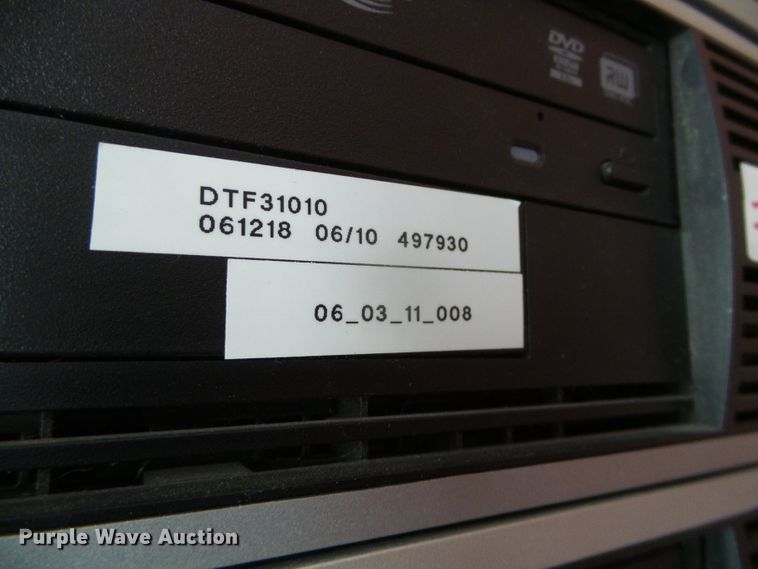 DVD
RW
DTF31010
061218 06/10 497930
06_03_11_008
Purple Wave Auction